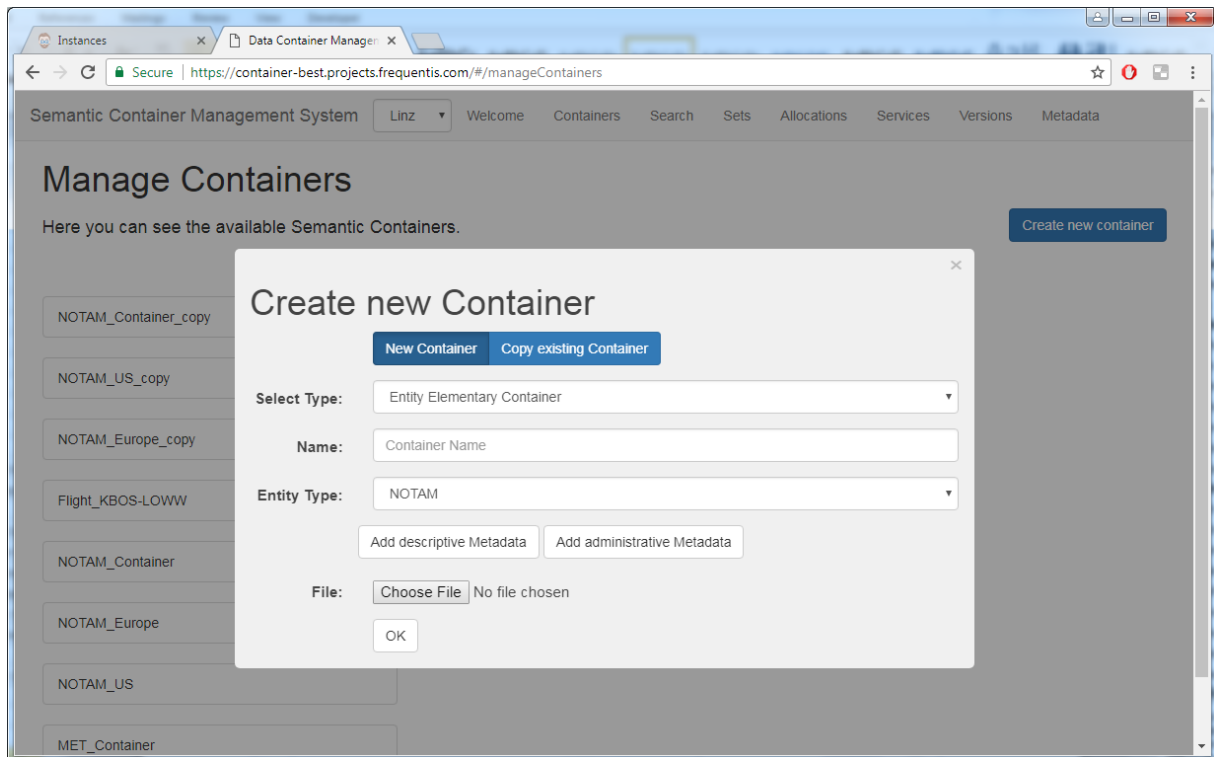 Instances
Data Container Manager
Secure | https://container-best.projects.frequentis.com/#/manageContainers
Semantic Container Management System Linz Welcome Containers Search Sets Allocations Services Versions Metadata
Manage Containers
Here you can see the available Semantic Containers.
Create new container
Create new Container
New Container Copy existing Container
Select Type: Entity Elementary Container
Name: Container Name
Entity Type: NOTAM
Add descriptive Metadata Add administrative Metadata
File: Choose File No file chosen
OK
NOTAM_Container_copy
NOTAM_US_copy
NOTAM_Europe_copy
Flight_KBOS-LOWW
NOTAM_Container
NOTAM_Europe
NOTAM_US
MET_Container